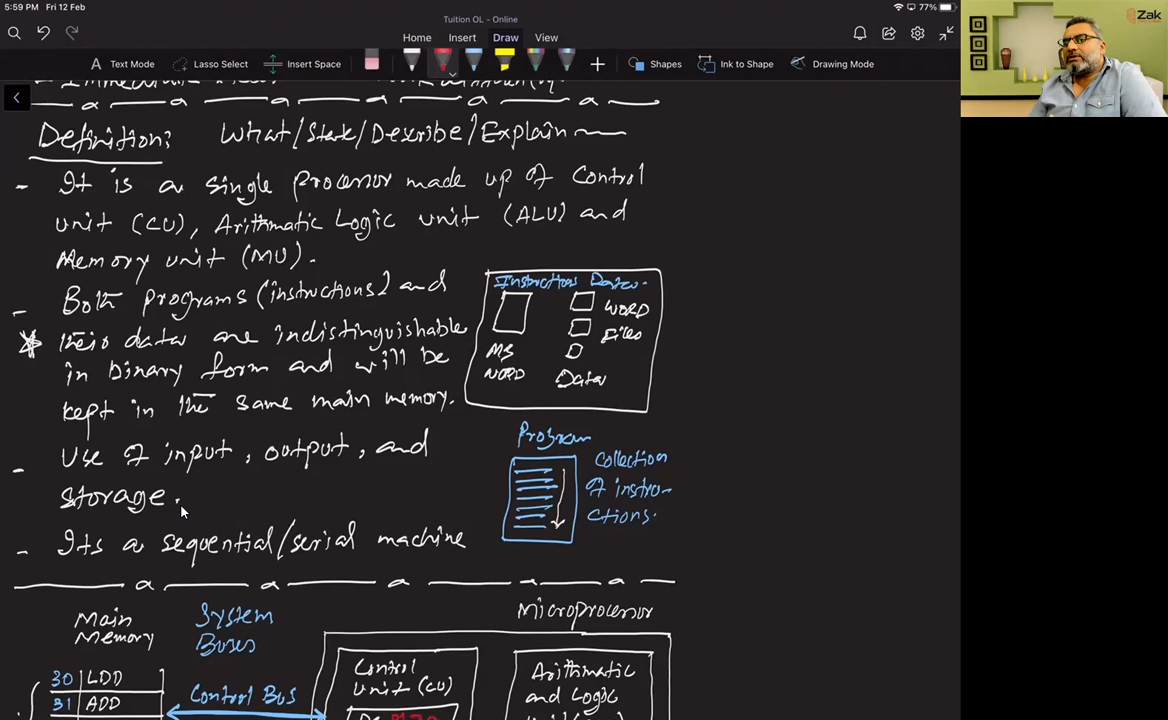 5:59 PM Fri 12 Feb
77%
Tuition OL - Online
Zak
Home Insert Draw View
Text Mode Lasso Select Insert Space Shapes Ink to Shape Drawing Mode
Definition: What/State/Describe/Explain
- It is a single procesor made up of Control
unit (CU), Arithmatic Logic unit (ALU) and
Memory unit (MU).
- Both programs (instructions) and
their data are indistinguishable
in binary form and will be
kept in the same main memory.
Instruction Data.
WORD
Files
MS
WORD
Data
- Use of input, output, and
storage.
Program
Collection
of instru-
ctions.
- Its a sequential/serial machine
Main
Memory
System
Buses
Microprocessor
30 LDD
31 ADD
Control Bus
Control
unit (CU)
Arithmatic
and Logic